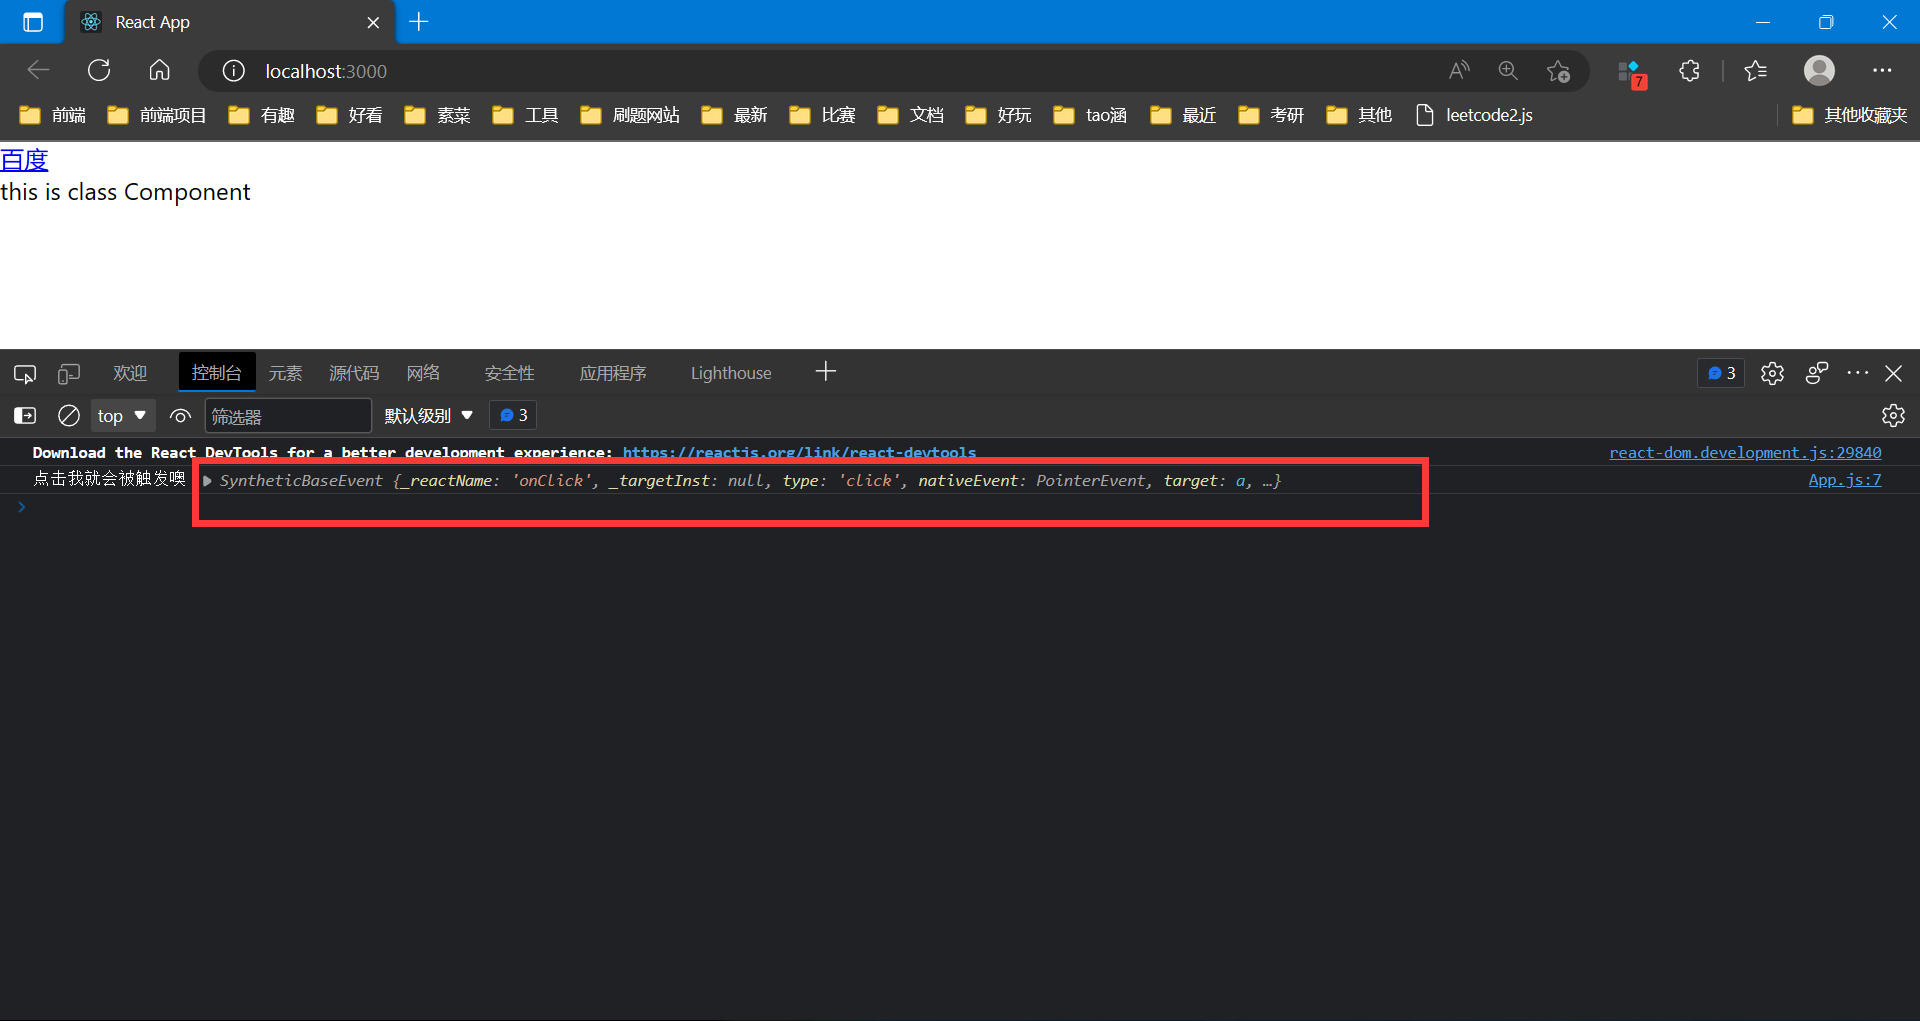 React App
localhost:3000
7
前端 前端项目 有趣 好看 素菜 工具 刷题网站 最新 比赛 文档 好玩 tao涵 最近 考研 其他 leetcode2.js 其他收藏夹
百度
this is class Component
欢迎 控制台 元素 源代码 网络 安全性 应用程序 Lighthouse 3
top 筛选器 默认级别 3
Download the React DevTools for a better development experience: https://reactjs.org/link/react-devtools react-dom.development.js:29840
点击我就会被触发噢 SyntheticBaseEvent {_reactName: 'onClick', _targetInst: null, type: 'click', nativeEvent: PointerEvent, target: a, …} App.js:7